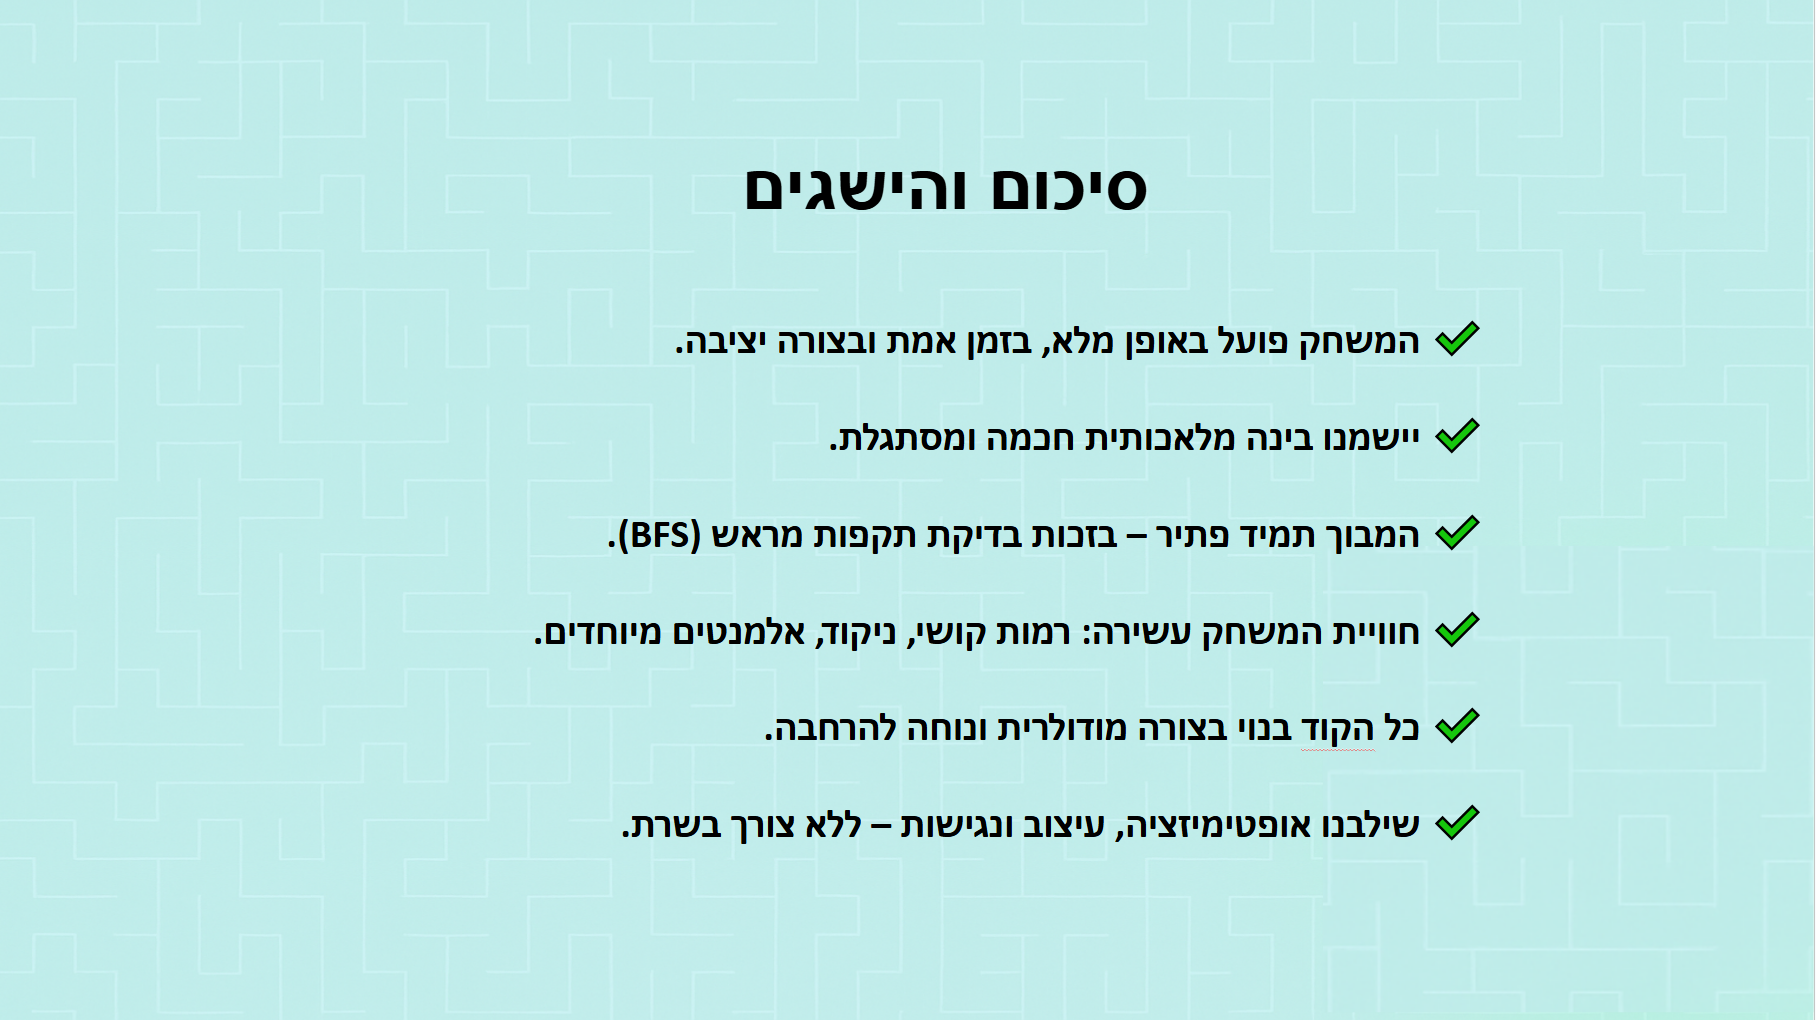 סיכום והישגים
המשחק פועל באופן מלא, בזמן אמת ובצורה יציבה.
יישמנו בינה מלאכותית חכמה ומסתגלת.
המבוך תמיד פתיר – בזכות בדיקת תקפות מראש (BFS).
חוויית המשחק עשירה: רמות קושי, ניקוד, אלמנטים מיוחדים.
כל הקוד בנוי בצורה מודולרית ונוחה להרחבה.
שילבנו אופטימיזציה, עיצוב ונגישות – ללא צורך בשרת.